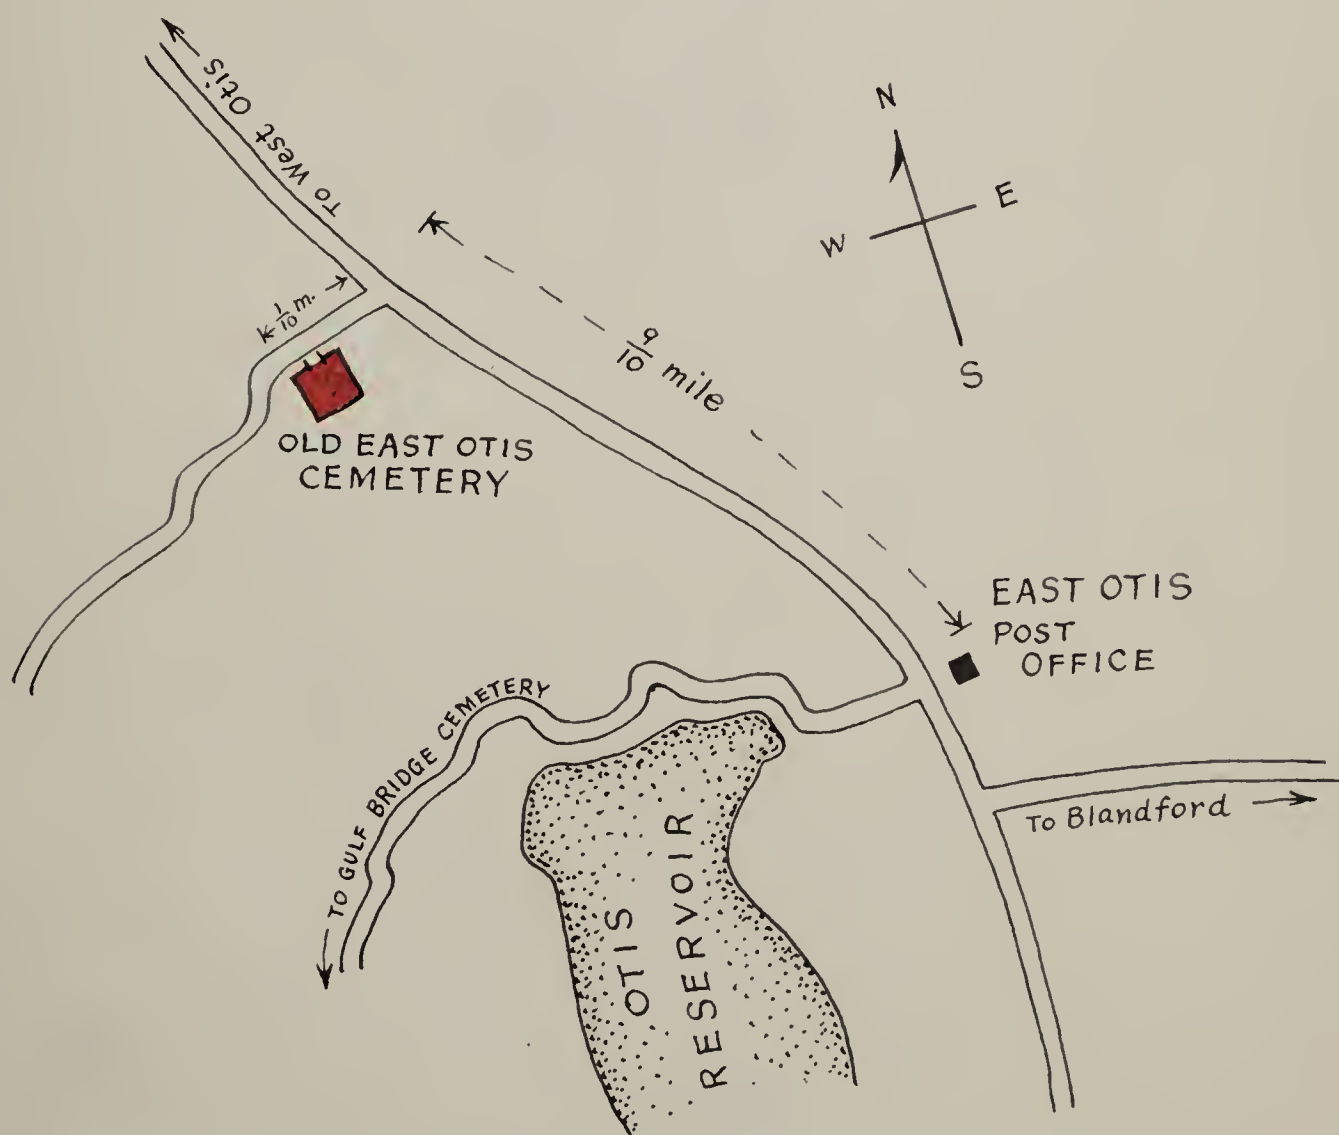 To West Otis
N
E
W
S
1/10 m.
9/10 mile
OLD EAST OTIS
CEMETERY
EAST OTIS
POST
OFFICE
TO GULF BRIDGE CEMETERY
To Blandford
OTIS
RESERVOIR